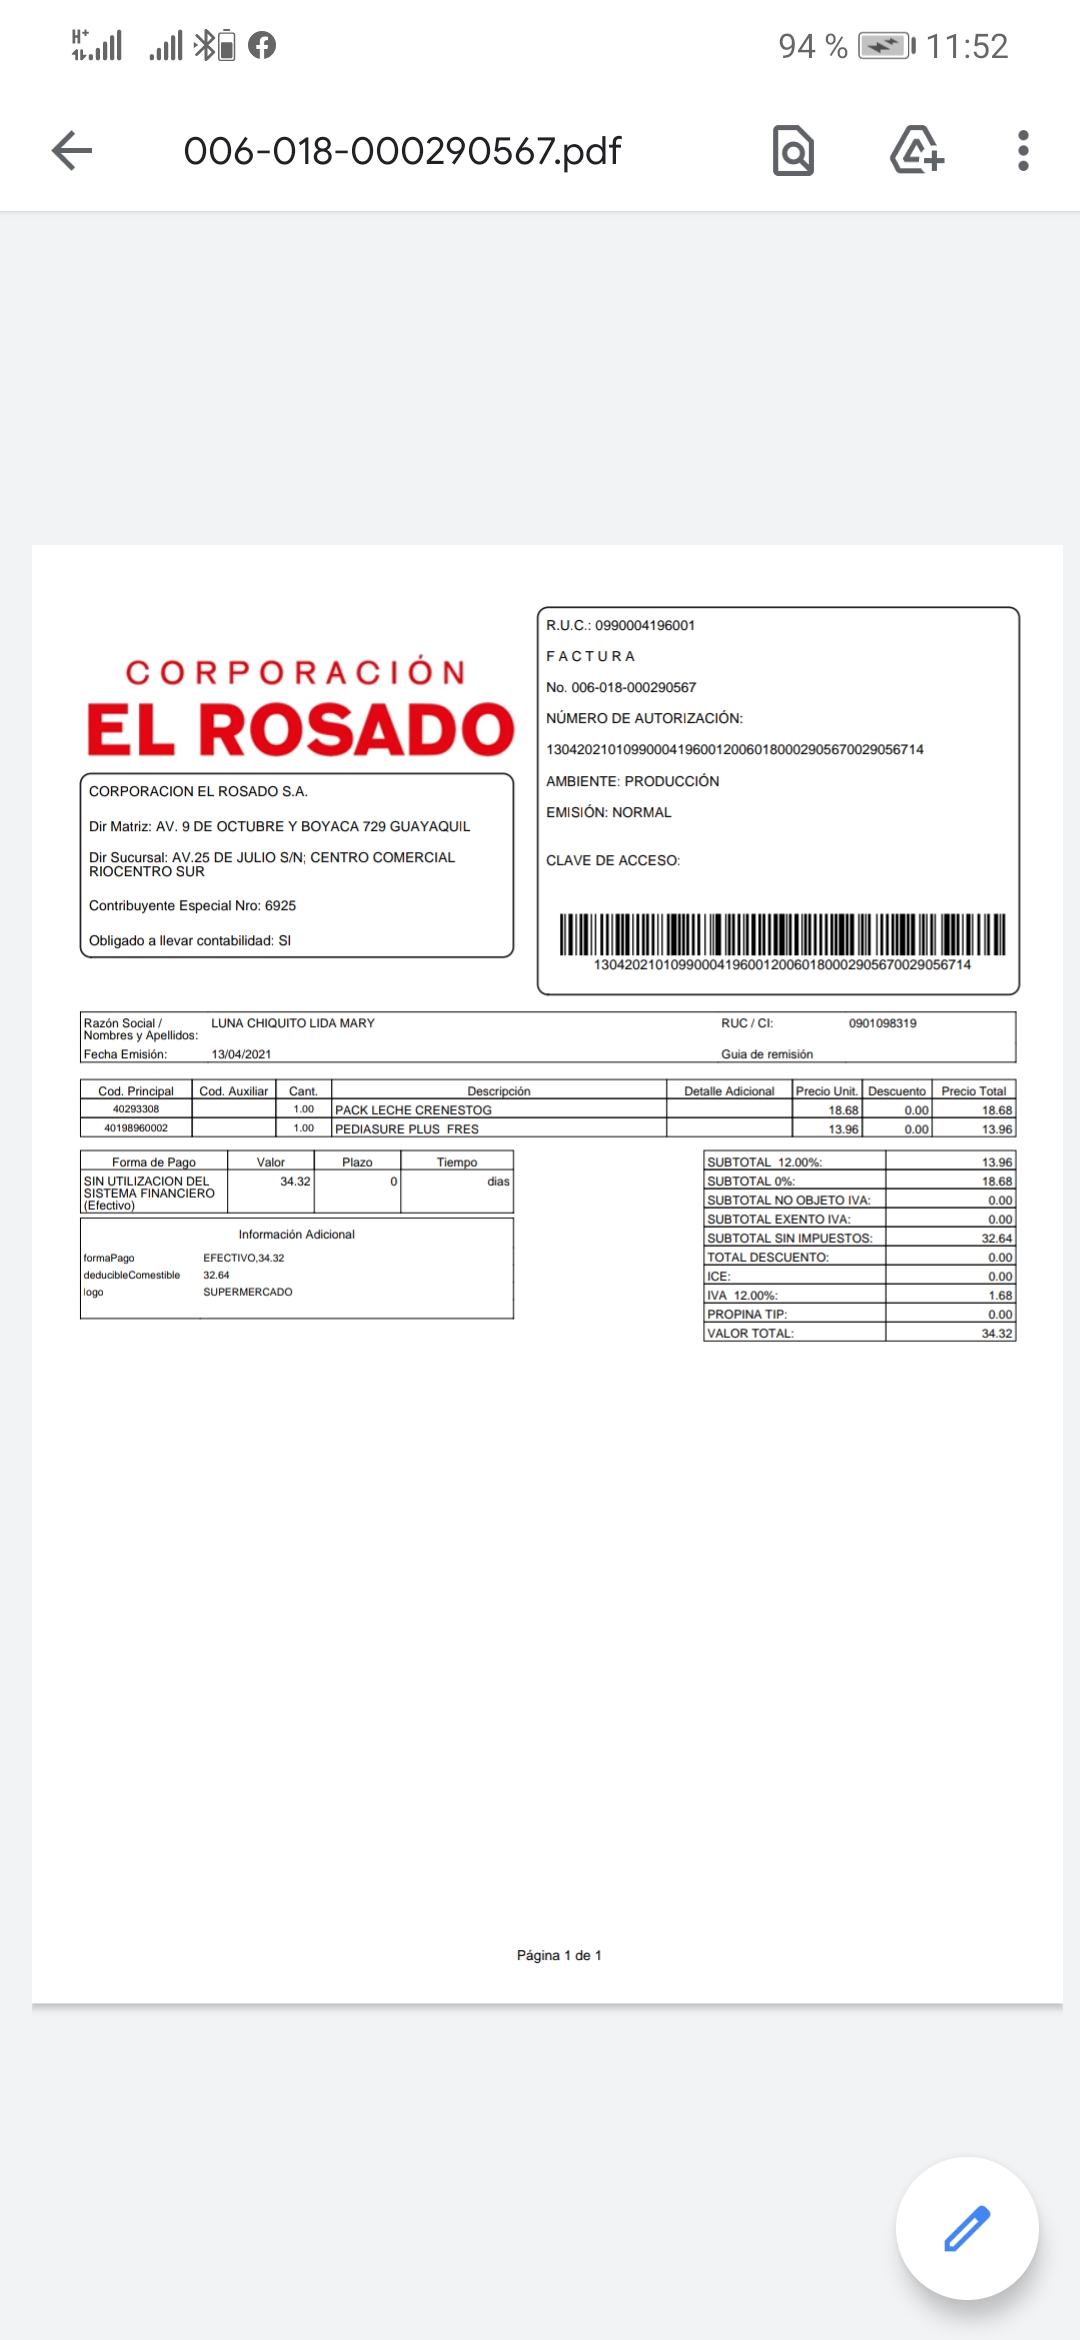 94 % 11:52
006-018-000290567.pdf
CORPORACIÓN
EL ROSADO
CORPORACION EL ROSADO S.A.
Dir Matriz: AV. 9 DE OCTUBRE Y BOYACA 729 GUAYAQUIL
Dir Sucursal: AV.25 DE JULIO S/N; CENTRO COMERCIAL
RIOCENTRO SUR
Contribuyente Especial Nro: 6925
Obligado a llevar contabilidad: SI
R.U.C.: 0990004196001
FACTURA
No. 006-018-000290567
NÚMERO DE AUTORIZACIÓN:
1304202101099000419600120060180002905670029056714
AMBIENTE: PRODUCCIÓN
EMISIÓN: NORMAL
CLAVE DE ACCESO:
1304202101099000419600120060180002905670029056714
Razón Social / LUNA CHIQUITO LIDA MARY RUC / CI: 0901098319
Nombres y Apellidos:
Fecha Emisión: 13/04/2021 Guia de remisión
Cod. Principal Cod. Auxiliar Cant. Descripción Detalle Adicional Precio Unit. Descuento Precio Total
40293308 1.00 PACK LECHE CRENESTOG 18.68 0.00 18.68
40198960002 1.00 PEDIASURE PLUS FRES 13.96 0.00 13.96
Forma de Pago Valor Plazo Tiempo
SIN UTILIZACION DEL 34.32 0 dias
SISTEMA FINANCIERO
(Efectivo)
Información Adicional
formaPago EFECTIVO,34.32
deducibleComestible 32.64
logo SUPERMERCADO
SUBTOTAL 12.00%: 13.96
SUBTOTAL 0%: 18.68
SUBTOTAL NO OBJETO IVA: 0.00
SUBTOTAL EXENTO IVA: 0.00
SUBTOTAL SIN IMPUESTOS: 32.64
TOTAL DESCUENTO: 0.00
ICE: 0.00
IVA 12.00%: 1.68
PROPINA TIP: 0.00
VALOR TOTAL: 34.32
Página 1 de 1